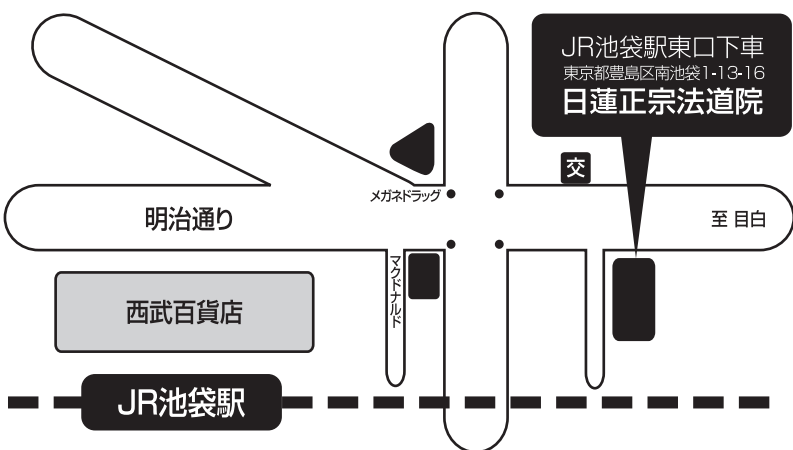 JR池袋駅東口下車
東京都豊島区南池袋1-13-16
日蓮正宗法道院
交
メガネドラッグ
明治通り
至 目白
マクドナルド
西武百貨店
JR池袋駅